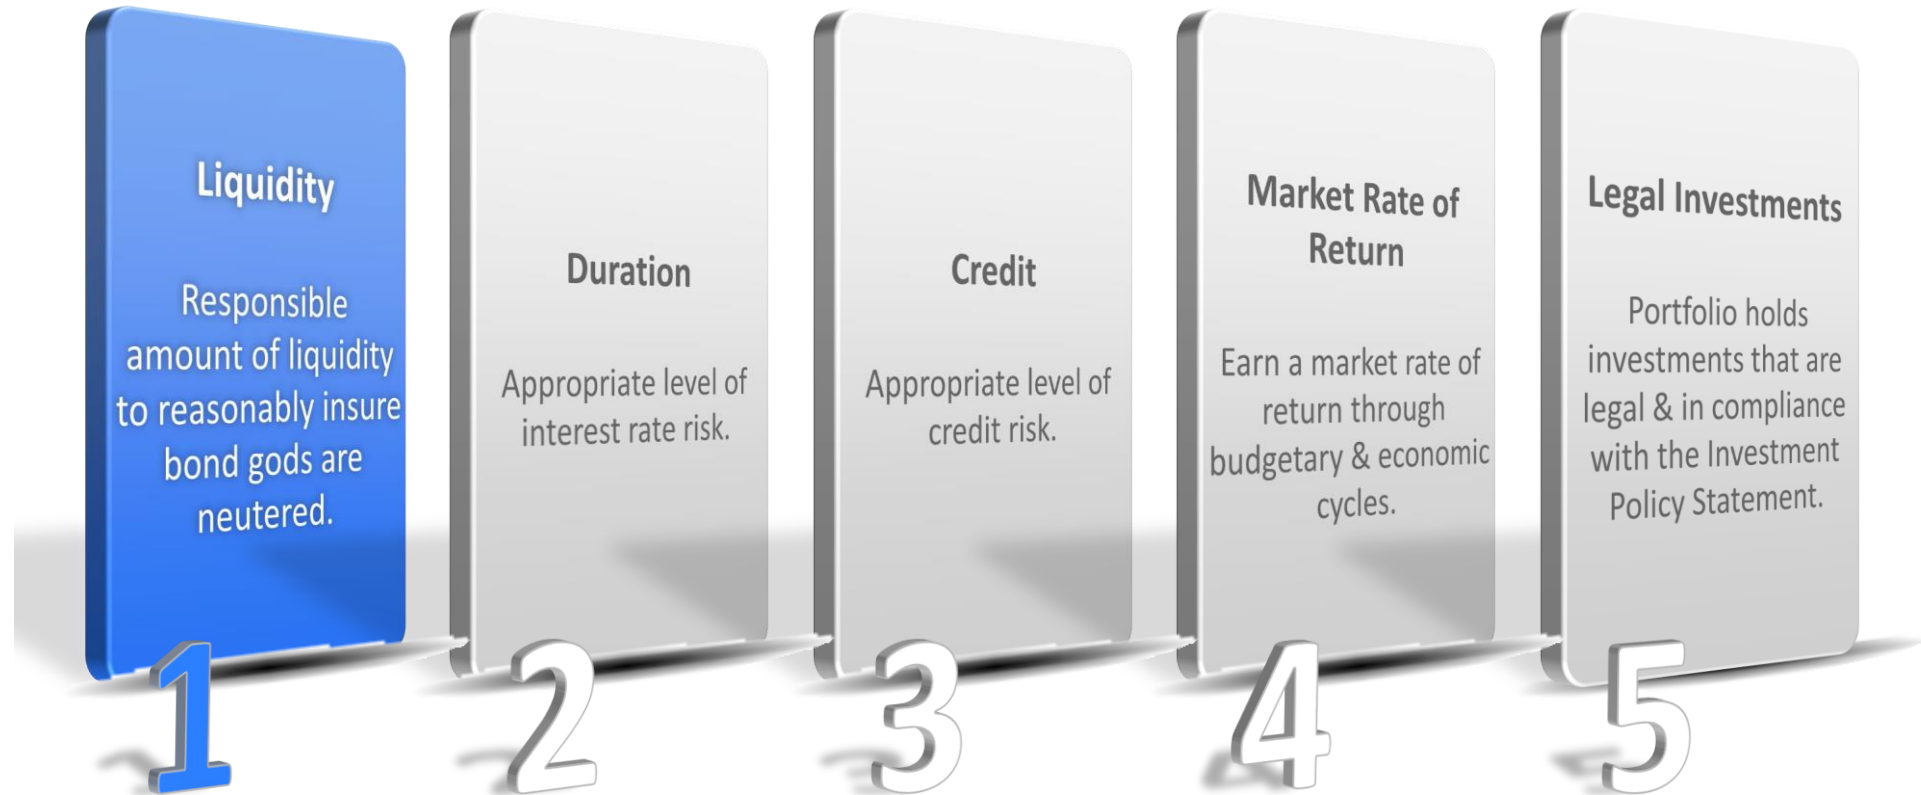 Liquidity
Responsible
amount of liquidity
to reasonably insure
bond gods are
neutered.
1
Duration
Appropriate level of
interest rate risk.
2
Credit
Appropriate level of
credit risk.
3
Market Rate of
Return
Earn a market rate of
return through
budgetary & economic
cycles.
4
Legal Investments
Portfolio holds
investments that are
legal & in compliance
with the Investment
Policy Statement.
5